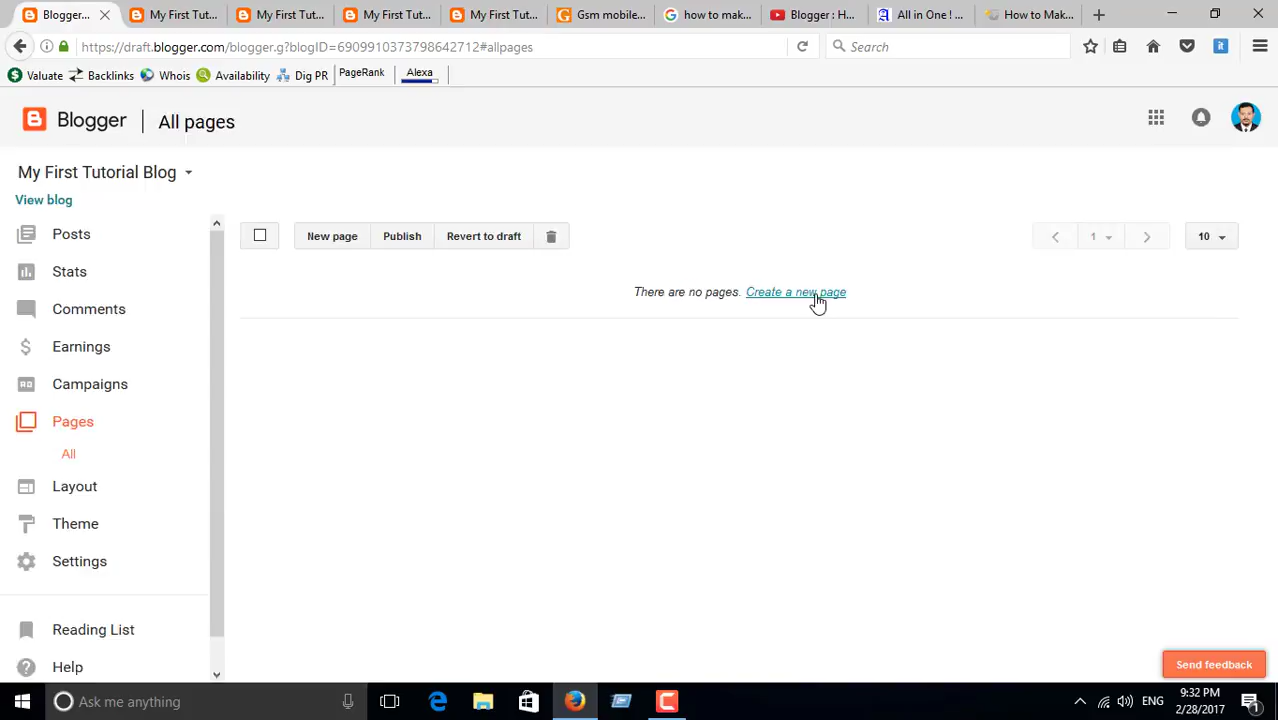 Blogger...
My First Tut...
My First Tut...
My First Tut...
My First Tut...
Gsm mobile...
how to mak...
Blogger : H...
All in One ! ...
How to Mak...
https://draft.blogger.com/blogger.g?blogID=6909910373798642712#allpages
Search
Valuate
Backlinks
Whois
Availability
Dig PR
PageRank
Alexa
Blogger
All pages
My First Tutorial Blog
View blog
Posts
Stats
Comments
Earnings
Campaigns
Pages
All
Layout
Theme
Settings
Reading List
Help
New page
Publish
Revert to draft
1
10
There are no pages. Create a new page
Send feedback
Ask me anything
ENG
9:32 PM
2/28/2017